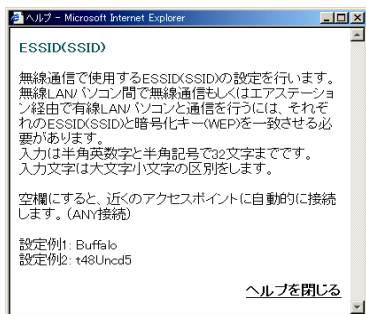 ヘルプ - Microsoft Internet Explorer
ESSID(SSID)
無線通信で使用するESSID(SSID)の設定を行います。
無線LANパソコン間で無線通信もしくはエアステーショ
ン経由で有線LANパソコンと通信を行うには、それぞ
れのESSID(SSID)と暗号化キー(WEP)を一致させる必
要があります。
入力は半角英数字と半角記号で32文字までです。
入力文字は大文字小文字の区別をします。
空欄にすると、近くのアクセスポイントに自動的に接続
します。(ANY接続)
設定例1: Buffalo
設定例2: t48Uncd5
ヘルプを閉じる